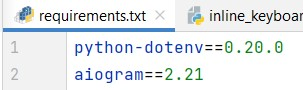 requirements.txt × inline_keyboar
1 python-dotenv==0.20.0
2 aiogram==2.21